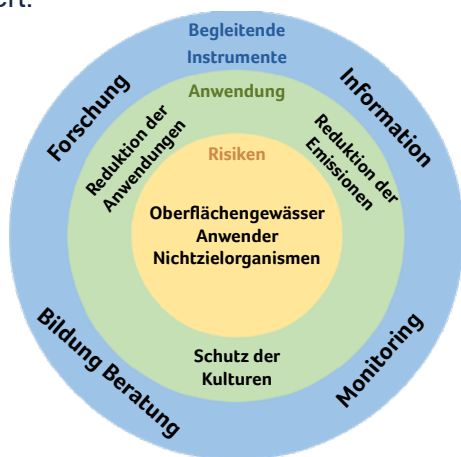 ert.
Begleitende
Instrumente
Forschung
Information
Anwendung
Reduktion der
Anwendungen
Reduktion der
Emissionen
Risiken
Oberflächengewässer
Anwender
Nichtzielorganismen
Schutz der
Kulturen
Bildung Beratung
Monitoring